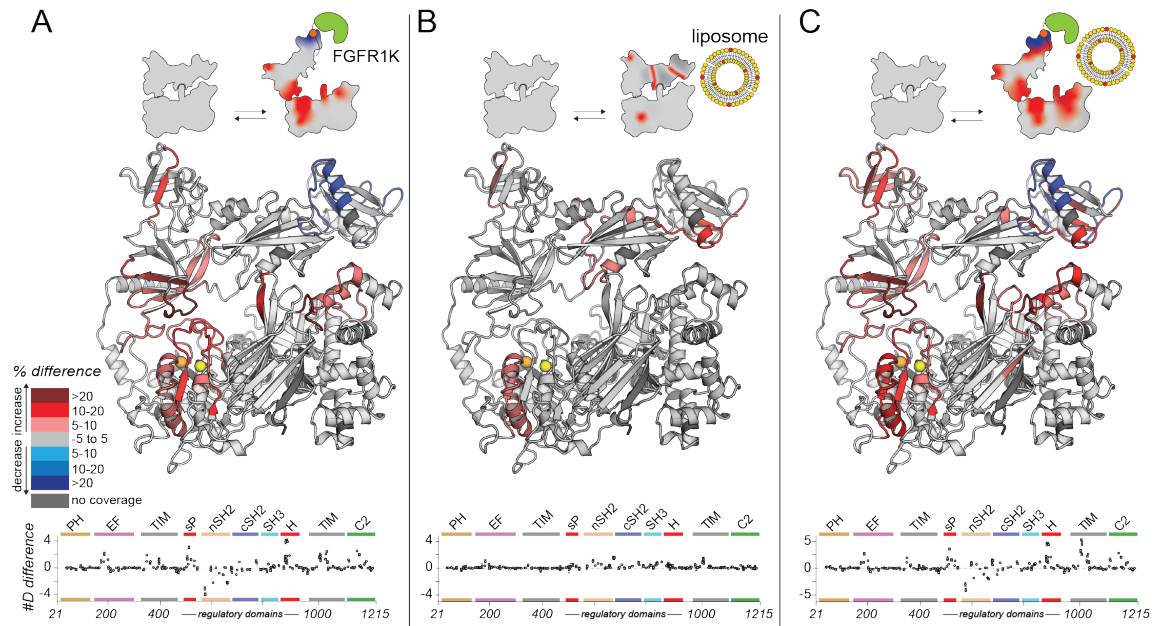 A
FGFR1K
B
liposome
C
% difference
decrease increase
>20
10-20
5-10
-5 to 5
5-10
10-20
>20
no coverage
PH EF TIM sP nSH2 cSH2 SH3 H TIM C2
#D difference
4
0
-4
21 200 400 regulatory domains 1000 1215
PH EF TIM sP nSH2 cSH2 SH3 H TIM C2
4
0
-4
21 200 400 regulatory domains 1000 1215
PH EF TIM sP nSH2 cSH2 SH3 H TIM C2
5
0
-5
21 200 400 regulatory domains 1000 1215